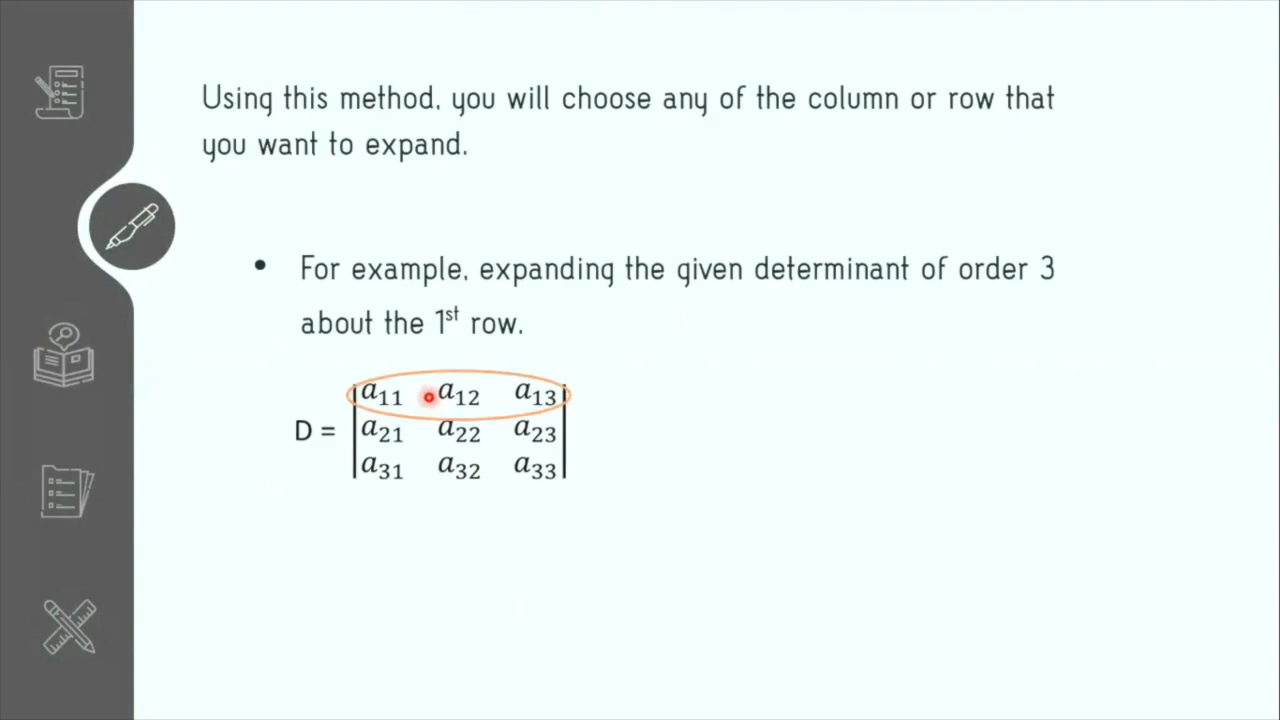 Using this method, you will choose any of the column or row that
you want to expand.
• For example, expanding the given determinant of order 3
about the 1ˢᵗ row.
a₁₁ a₁₂ a₁₃
D = a₂₁ a₂₂ a₂₃
a₃₁ a₃₂ a₃₃